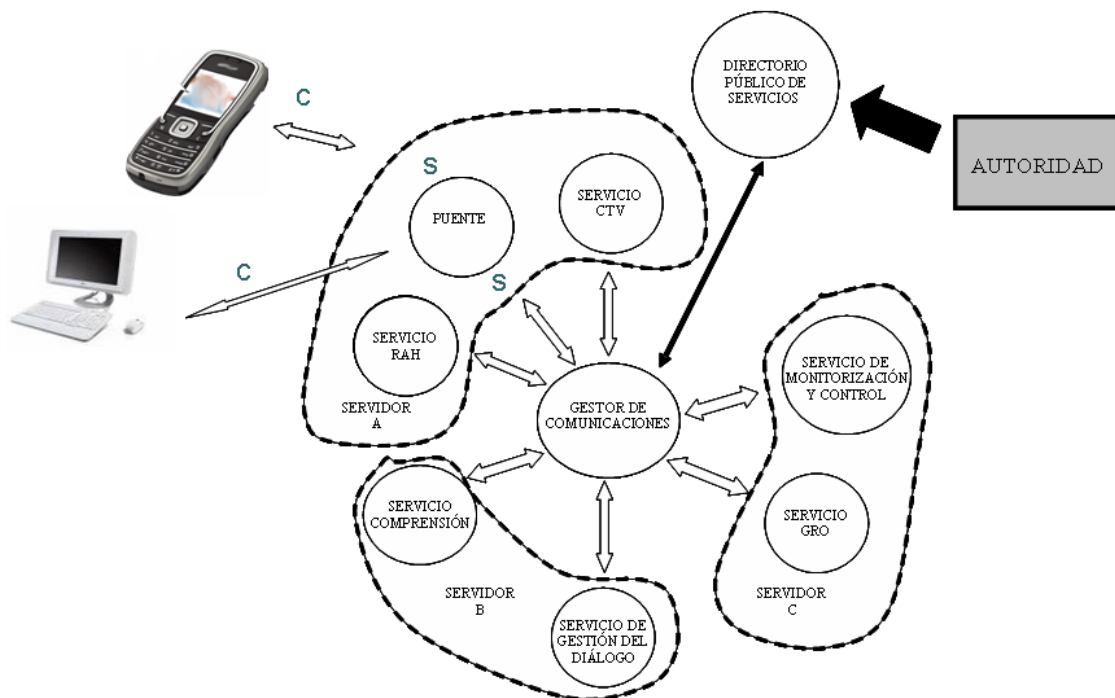 DIRECTORIO
PÚBLICO DE
SERVICIOS
AUTORIDAD
C
S
PUENTE
SERVICIO
CTV
C
S
SERVICIO
RAH
SERVIDOR
A
GESTOR DE
COMUNICACIONES
SERVICIO DE
MONITORIZACIÓN
Y CONTROL
SERVICIO
GRO
SERVIDOR
C
SERVICIO
COMPRENSIÓN
SERVIDOR
B
SERVICIO DE
GESTIÓN DEL
DIÁLOGO